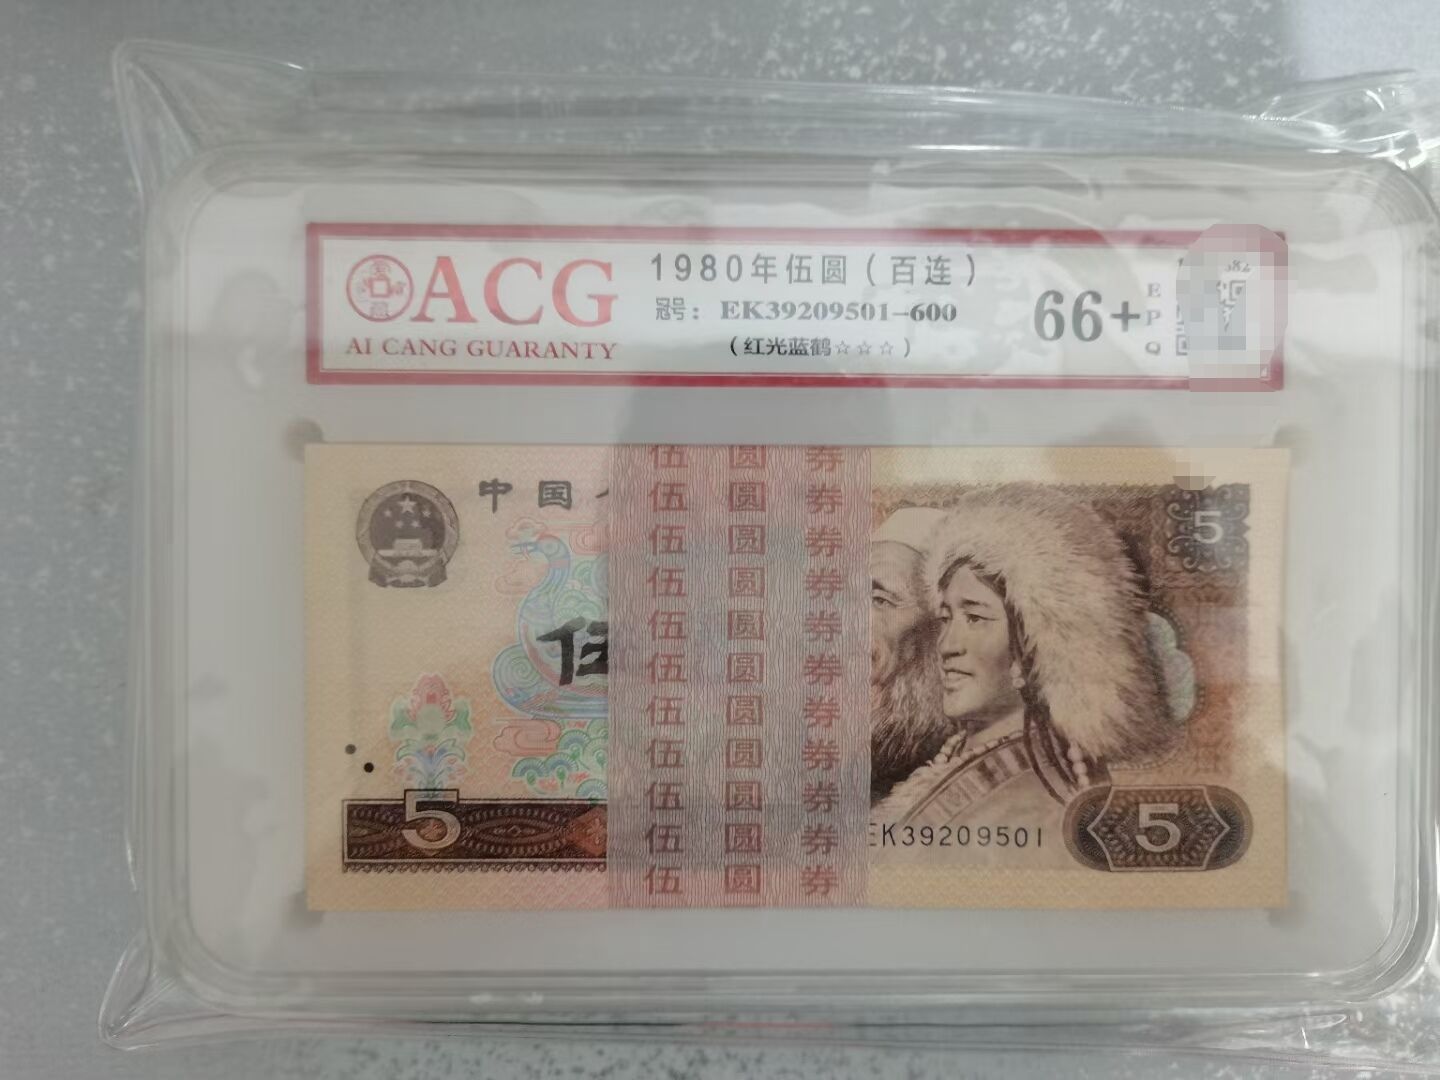 ACG
AI CANG GUARANTY
1980年伍圆（百连）
冠号：EK39209501-600
（红光蓝鹤☆☆☆）
66+
E
P
Q
中国
伍圆券
伍圆券
伍圆券
伍圆券
伍圆券
伍圆券
伍圆券
伍圆券
伍圆券
伍圆券
伍圆券
5
伍
5
EK39209501
5